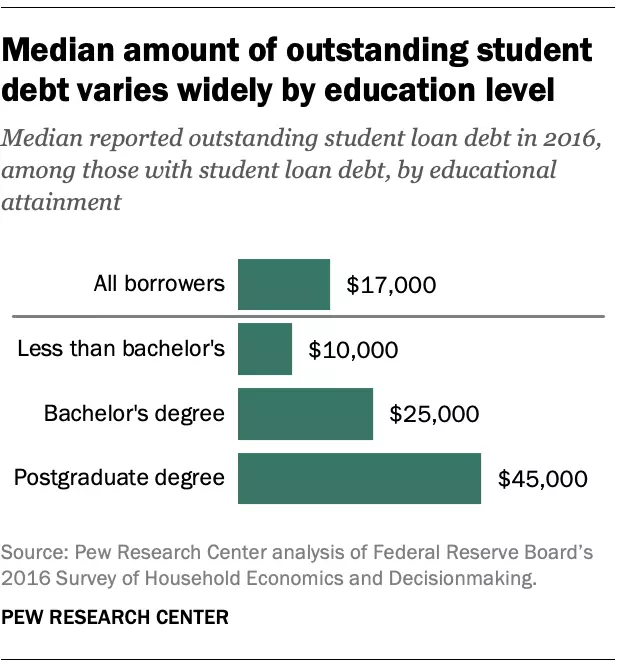 Median amount of outstanding student
debt varies widely by education level
Median reported outstanding student loan debt in 2016,
among those with student loan debt, by educational
attainment
All borrowers $17,000
Less than bachelor's $10,000
Bachelor's degree $25,000
Postgraduate degree $45,000
Source: Pew Research Center analysis of Federal Reserve Board’s
2016 Survey of Household Economics and Decisionmaking.
PEW RESEARCH CENTER